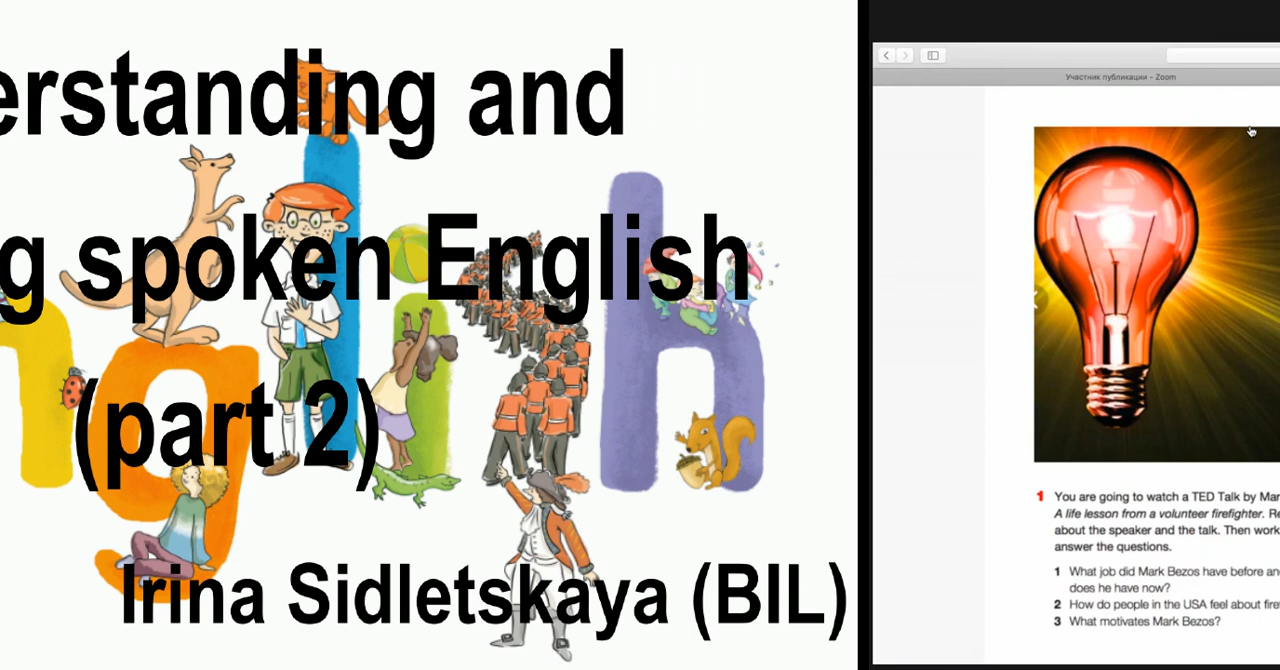 erstanding and
g spoken English
(part 2)
Irina Sidletskaya (BIL)
Участник публикации - Zoom
1 You are going to watch a TED Talk by Mar
A life lesson from a volunteer firefighter. Re
about the speaker and the talk. Then work
answer the questions.
1 What job did Mark Bezos have before an
does he have now?
2 How do people in the USA feel about fire
3 What motivates Mark Bezos?